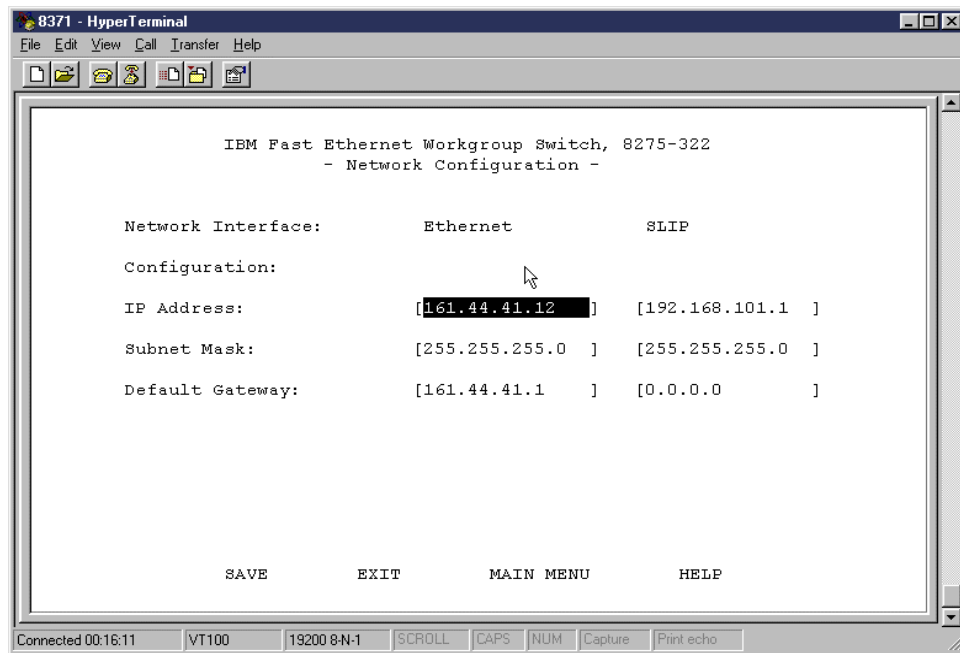 8371 - HyperTerminal
File Edit View Call Transfer Help
IBM Fast Ethernet Workgroup Switch, 8275-322
- Network Configuration -
Network Interface: Ethernet SLIP
Configuration:
IP Address: [161.44.41.12 ] [192.168.101.1 ]
Subnet Mask: [255.255.255.0 ] [255.255.255.0 ]
Default Gateway: [161.44.41.1 ] [0.0.0.0 ]
SAVE EXIT MAIN MENU HELP
Connected 00:16:11 VT100 19200 8-N-1 SCROLL CAPS NUM Capture Print echo